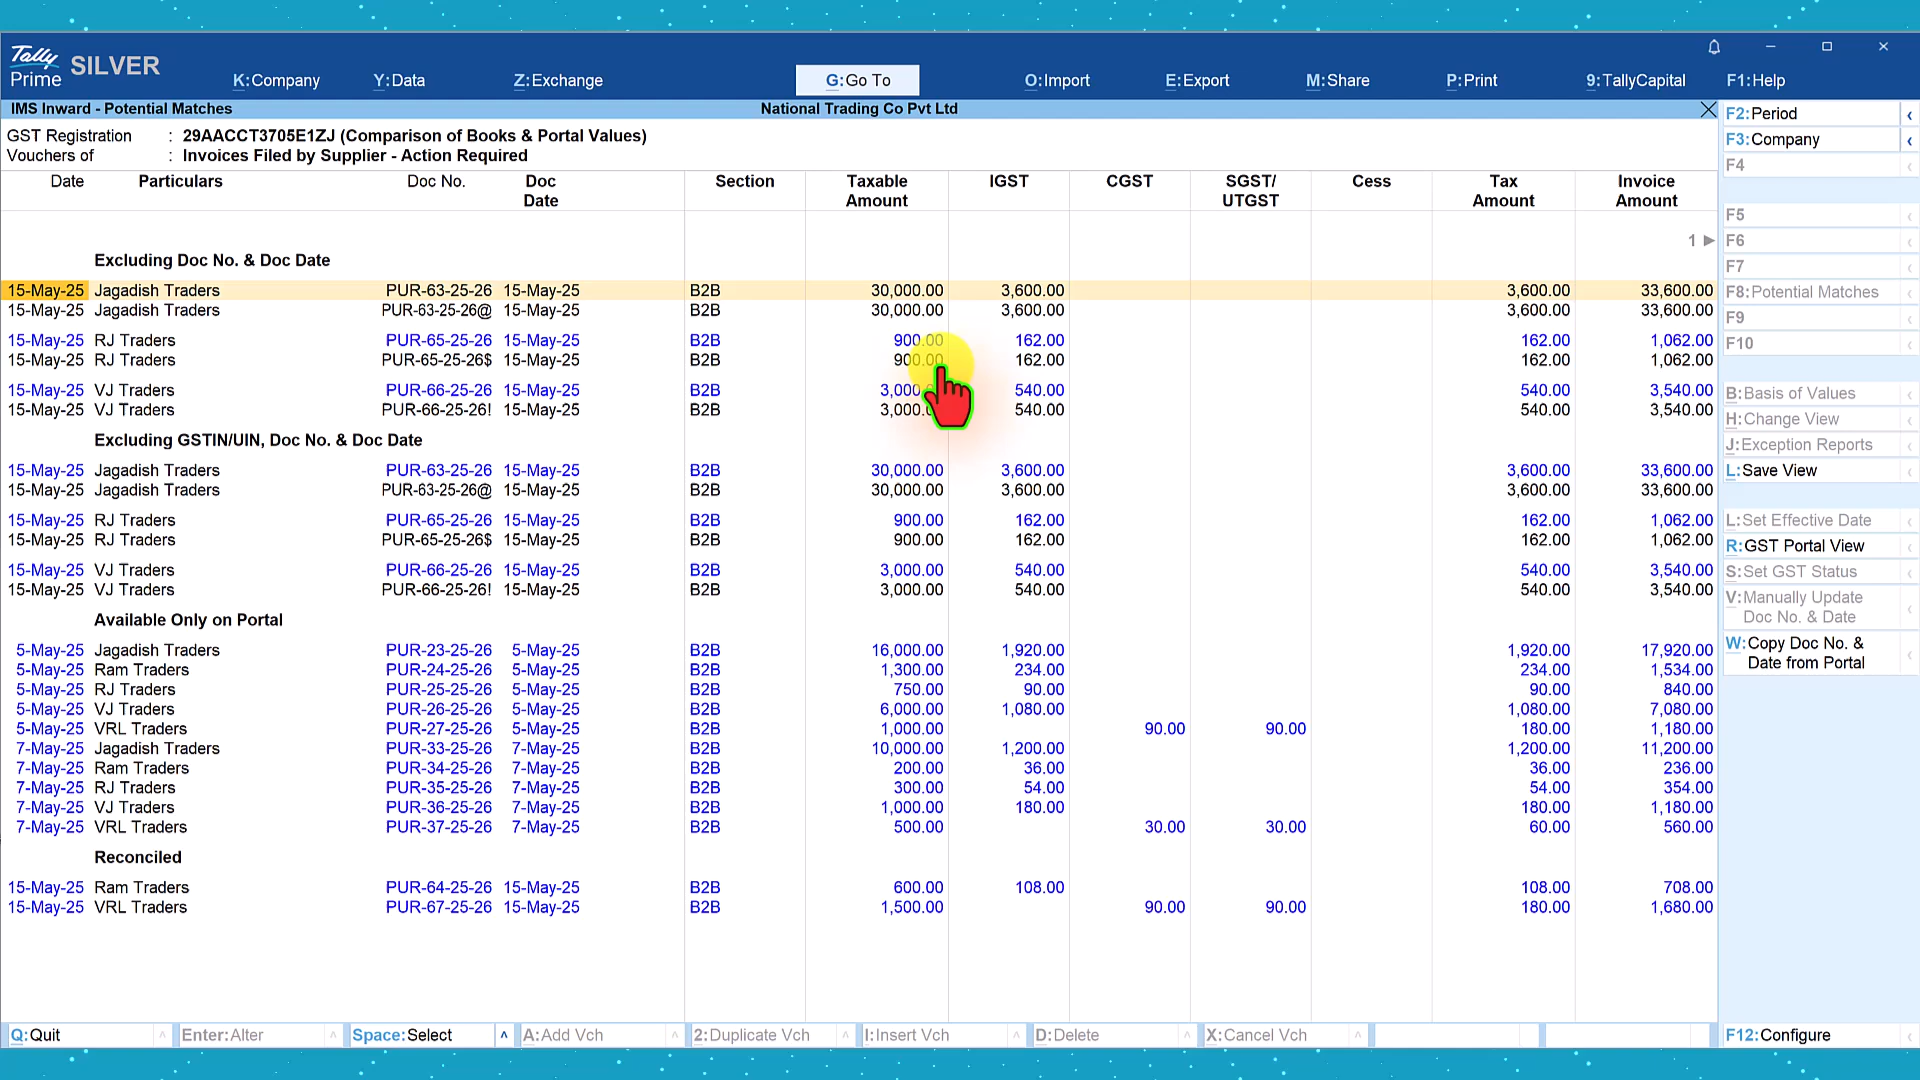 Tally
Prime SILVER
K:Company Y:Data Z:Exchange G:Go To O:Import E:Export M:Share P:Print 9:TallyCapital F1:Help
IMS Inward - Potential Matches National Trading Co Pvt Ltd
GST Registration : 29AACCT3705E1ZJ (Comparison of Books & Portal Values)
Vouchers of : Invoices Filed by Supplier - Action Required
Date Particulars Doc No. Doc Date Section Taxable Amount IGST CGST SGST/ UTGST Cess Tax Amount Invoice Amount
1
Excluding Doc No. & Doc Date
15-May-25 Jagadish Traders PUR-63-25-26 15-May-25 B2B 30,000.00 3,600.00 3,600.00 33,600.00
15-May-25 Jagadish Traders PUR-63-25-26@ 15-May-25 B2B 30,000.00 3,600.00 3,600.00 33,600.00
15-May-25 RJ Traders PUR-65-25-26 15-May-25 B2B 900.00 162.00 162.00 1,062.00
15-May-25 RJ Traders PUR-65-25-26$ 15-May-25 B2B 900.00 162.00 162.00 1,062.00
15-May-25 VJ Traders PUR-66-25-26 15-May-25 B2B 3,000 540.00 540.00 3,540.00
15-May-25 VJ Traders PUR-66-25-26! 15-May-25 B2B 3,000. 540.00 540.00 3,540.00
Excluding GSTIN/UIN, Doc No. & Doc Date
15-May-25 Jagadish Traders PUR-63-25-26 15-May-25 B2B 30,000.00 3,600.00 3,600.00 33,600.00
15-May-25 Jagadish Traders PUR-63-25-26@ 15-May-25 B2B 30,000.00 3,600.00 3,600.00 33,600.00
15-May-25 RJ Traders PUR-65-25-26 15-May-25 B2B 900.00 162.00 162.00 1,062.00
15-May-25 RJ Traders PUR-65-25-26$ 15-May-25 B2B 900.00 162.00 162.00 1,062.00
15-May-25 VJ Traders PUR-66-25-26 15-May-25 B2B 3,000.00 540.00 540.00 3,540.00
15-May-25 VJ Traders PUR-66-25-26! 15-May-25 B2B 3,000.00 540.00 540.00 3,540.00
Available Only on Portal
5-May-25 Jagadish Traders PUR-23-25-26 5-May-25 B2B 16,000.00 1,920.00 1,920.00 17,920.00
5-May-25 Ram Traders PUR-24-25-26 5-May-25 B2B 1,300.00 234.00 234.00 1,534.00
5-May-25 RJ Traders PUR-25-25-26 5-May-25 B2B 750.00 90.00 90.00 840.00
5-May-25 VJ Traders PUR-26-25-26 5-May-25 B2B 6,000.00 1,080.00 1,080.00 7,080.00
5-May-25 VRL Traders PUR-27-25-26 5-May-25 B2B 1,000.00 90.00 90.00 180.00 1,180.00
7-May-25 Jagadish Traders PUR-33-25-26 7-May-25 B2B 10,000.00 1,200.00 1,200.00 11,200.00
7-May-25 Ram Traders PUR-34-25-26 7-May-25 B2B 200.00 36.00 36.00 236.00
7-May-25 RJ Traders PUR-35-25-26 7-May-25 B2B 300.00 54.00 54.00 354.00
7-May-25 VJ Traders PUR-36-25-26 7-May-25 B2B 1,000.00 180.00 180.00 1,180.00
7-May-25 VRL Traders PUR-37-25-26 7-May-25 B2B 500.00 30.00 30.00 60.00 560.00
Reconciled
15-May-25 Ram Traders PUR-64-25-26 15-May-25 B2B 600.00 108.00 108.00 708.00
15-May-25 VRL Traders PUR-67-25-26 15-May-25 B2B 1,500.00 90.00 90.00 180.00 1,680.00
F2:Period
F3:Company
F4
F5
F6
F7
F8:Potential Matches
F9
F10
B:Basis of Values
H:Change View
J:Exception Reports
L:Save View
L:Set Effective Date
R:GST Portal View
S:Set GST Status
V:Manually Update
Doc No. & Date
W:Copy Doc No. &
Date from Portal
Q:Quit Enter:Alter Space:Select A:Add Vch 2:Duplicate Vch I:Insert Vch D:Delete X:Cancel Vch F12:Configure